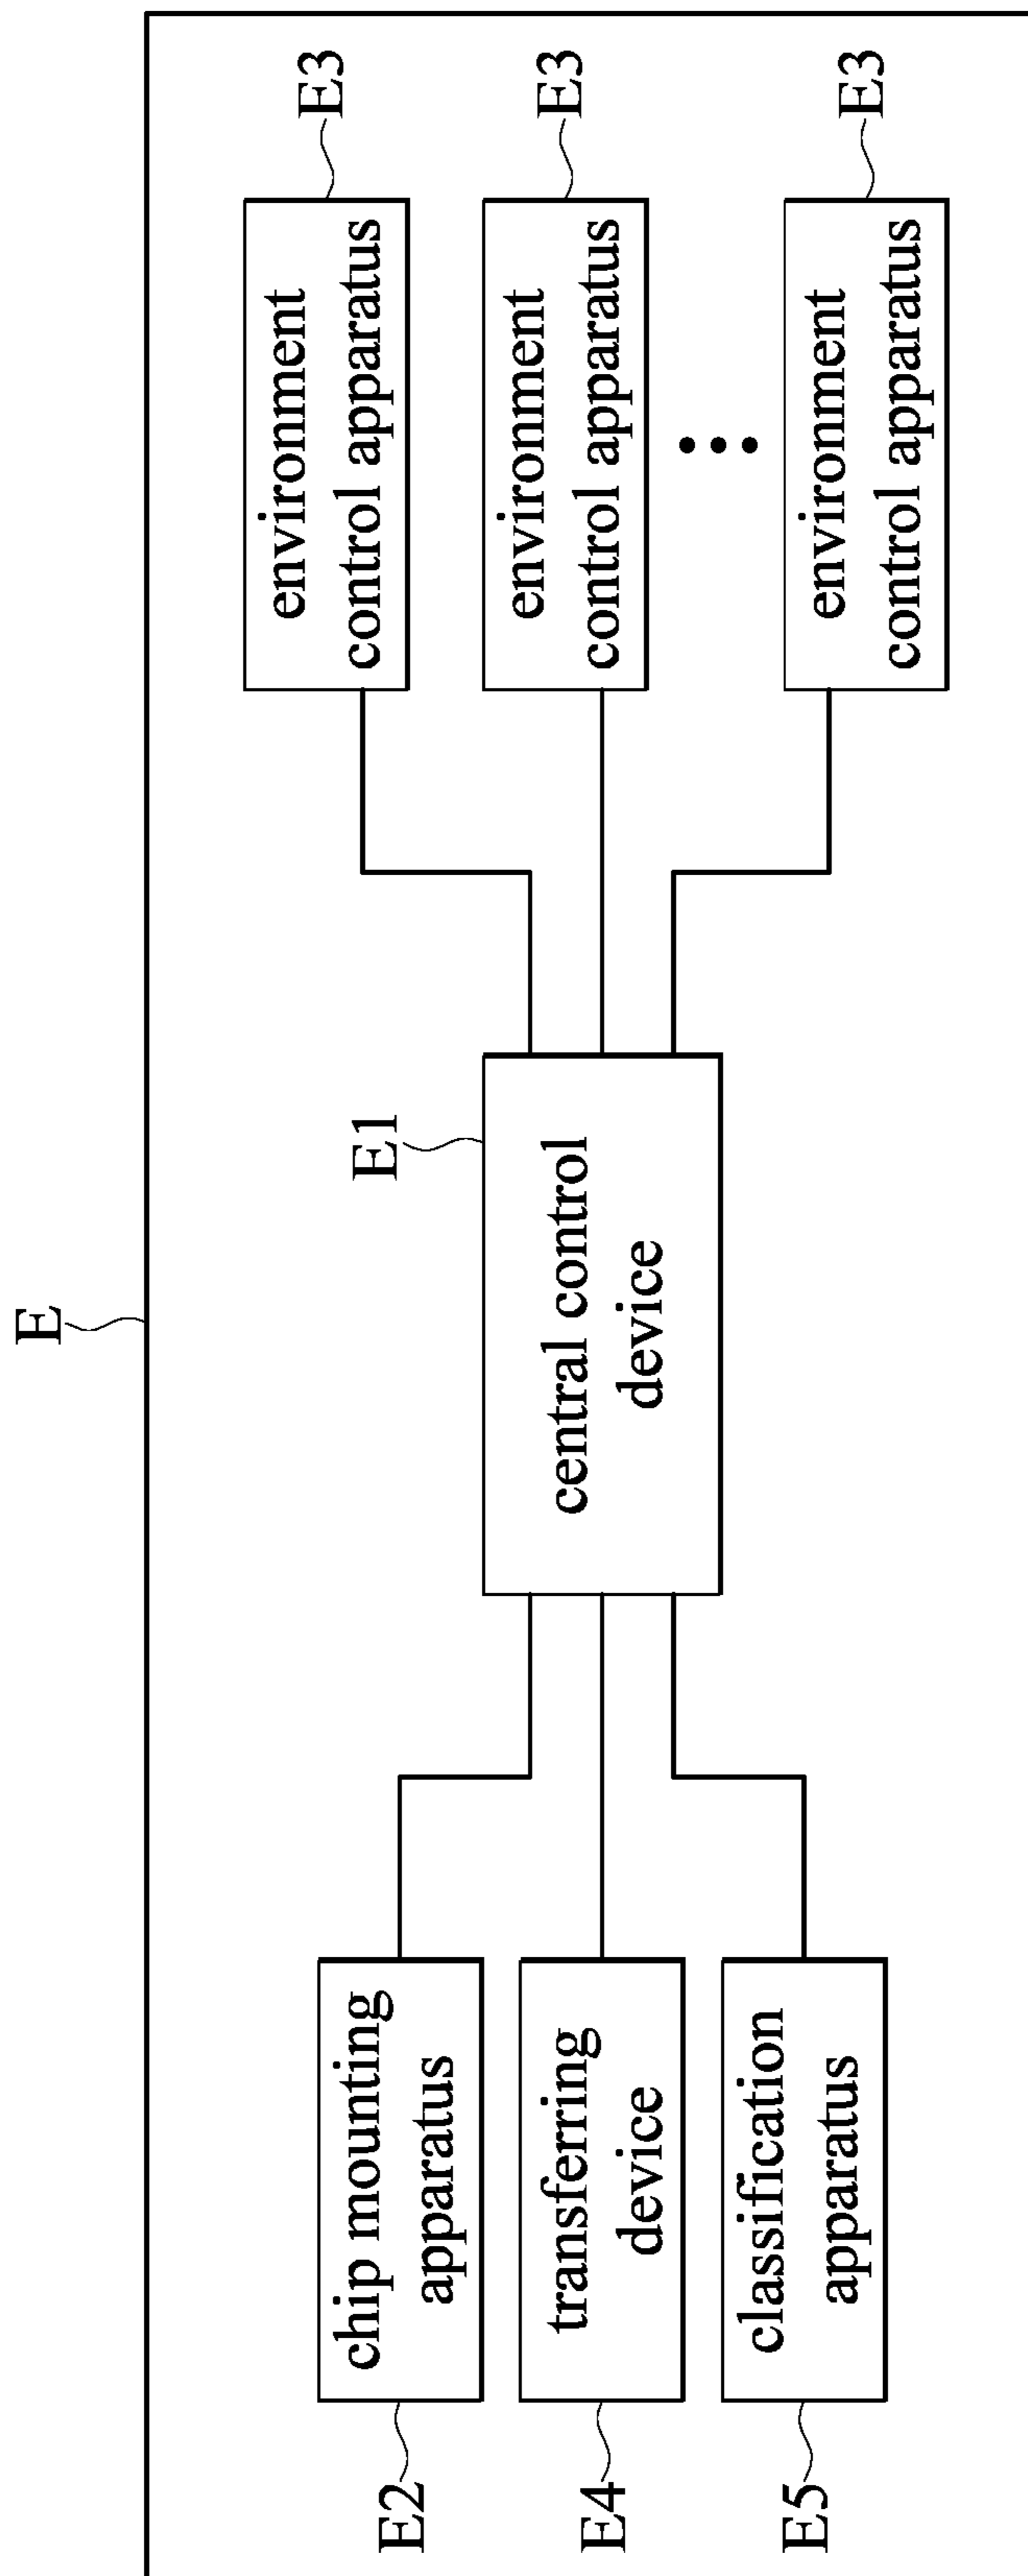 E
E1
central control
device
E2
chip mounting
apparatus
E4
transferring
device
E5
classification
apparatus
environment
control apparatus
E3
environment
control apparatus
E3
environment
control apparatus
E3